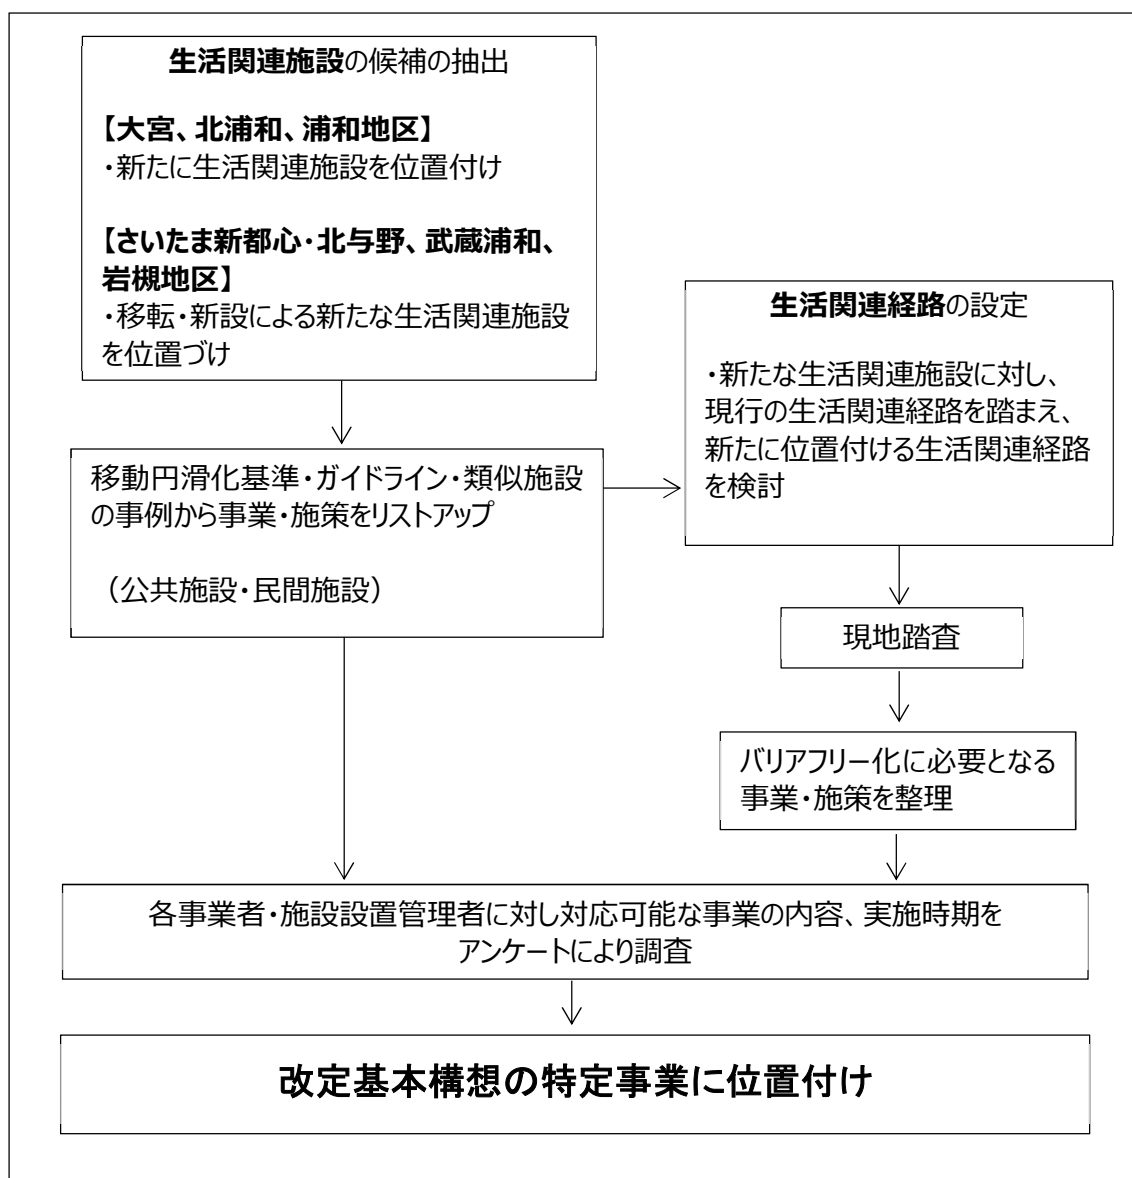 生活関連施設の候補の抽出
【大宮、北浦和、浦和地区】
・新たに生活関連施設を位置付け
【さいたま新都心・北与野、武蔵浦和、
岩槻地区】
・移転・新設による新たな生活関連施設
を位置づけ
移動円滑化基準・ガイドライン・類似施設
の事例から事業・施策をリストアップ
（公共施設・民間施設）
生活関連経路の設定
・新たな生活関連施設に対し、
現行の生活関連経路を踏まえ、
新たに位置付ける生活関連経路
を検討
現地踏査
バリアフリー化に必要となる
事業・施策を整理
各事業者・施設設置管理者に対し対応可能な事業の内容、実施時期を
アンケートにより調査
改定基本構想の特定事業に位置付け